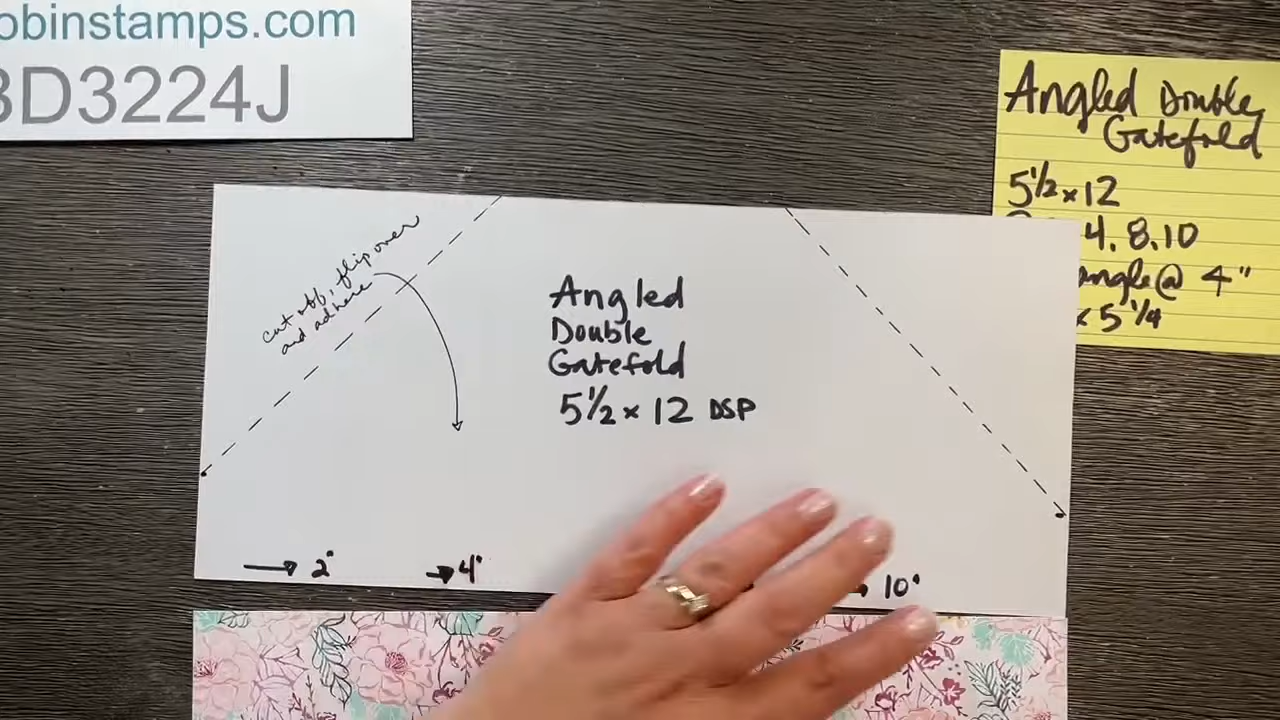 obinstamps.com
3D3224J
Angled Double
Gatefold
5½ x 12
4, 8, 10
angle @ 4"
x 5¼
cut off, flip over
and adhere
Angled
Double
Gatefold
5½ x 12 DSP
2"
4"
10"